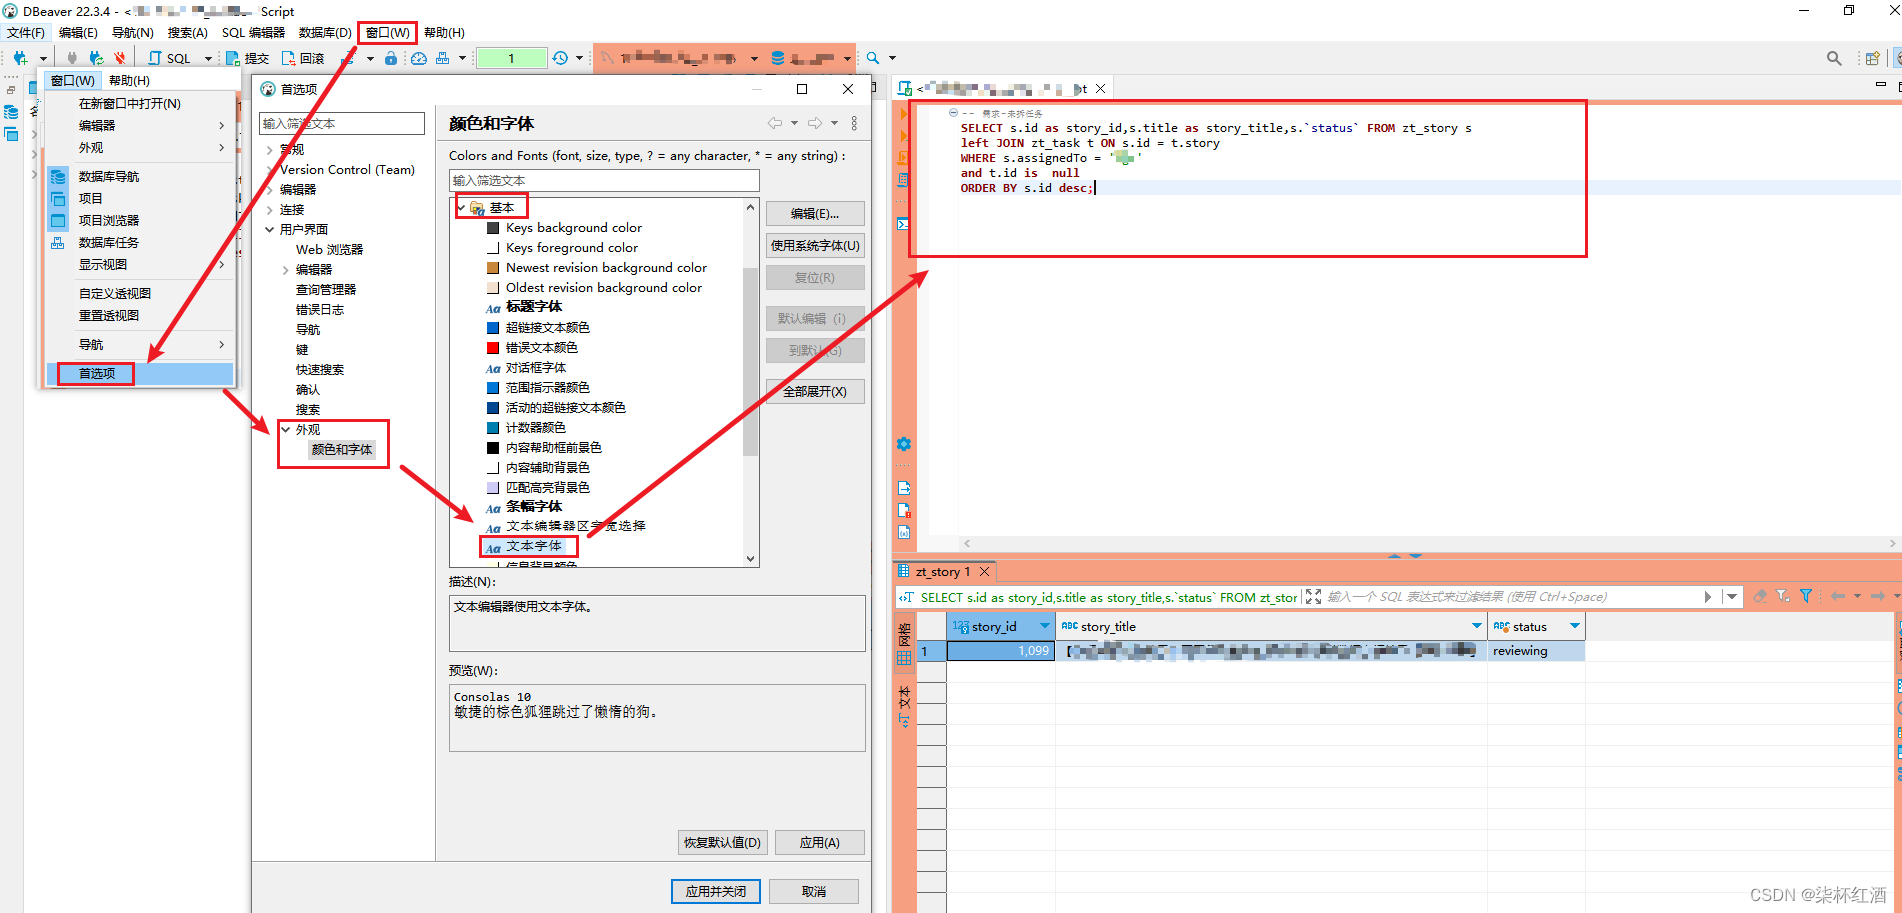 DBeaver 22.3.4 - <
Script
文件(F) 编辑(E) 导航(N) 搜索(A) SQL 编辑器 数据库(D) 窗口(W) 帮助(H)
SQL 提交 回滚 1
窗口(W) 帮助(H)
在新窗口中打开(N)
编辑器
外观
数据库导航
项目
项目浏览器
数据库任务
显示视图
自定义透视图
重置透视图
导航
首选项
首选项
输入筛选文本
常规
Version Control (Team)
编辑器
连接
用户界面
Web 浏览器
编辑器
查询管理器
错误日志
导航
键
快速搜索
确认
搜索
外观
颜色和字体
颜色和字体
Colors and Fonts (font, size, type, ? = any character, * = any string) :
输入筛选文本
基本
Keys background color
Keys foreground color
Newest revision background color
Oldest revision background color
标题字体
超链接文本颜色
错误文本颜色
对话框字体
范围指示器颜色
活动的超链接文本颜色
计数器颜色
内容帮助框前景色
内容辅助背景色
匹配高亮背景色
条幅字体
文本编辑器区字宽选择
文本字体
信息背景颜色
编辑(E)...
使用系统字体(U)
复位(R)
默认编辑 (i)
到默认(G)
全部展开(X)
描述(N):
文本编辑器使用文本字体。
预览(W):
Consolas 10
敏捷的棕色狐狸跳过了懒惰的狗。
恢复默认值(D) 应用(A)
应用并关闭 取消
-- 需求-未拆任务
SELECT s.id as story_id,s.title as story_title,s.`status` FROM zt_story s
left JOIN zt_task t ON s.id = t.story
WHERE s.assignedTo = ' '
and t.id is null
ORDER BY s.id desc;
zt_story 1
SELECT s.id as story_id,s.title as story_title,s.`status` FROM zt_stor
输入一个 SQL 表达式来过滤结果 (使用 Ctrl+Space)
网格
文本
123 story_id ABC story_title ABC status
1 1,099 reviewing
CSDN @柒杯红酒